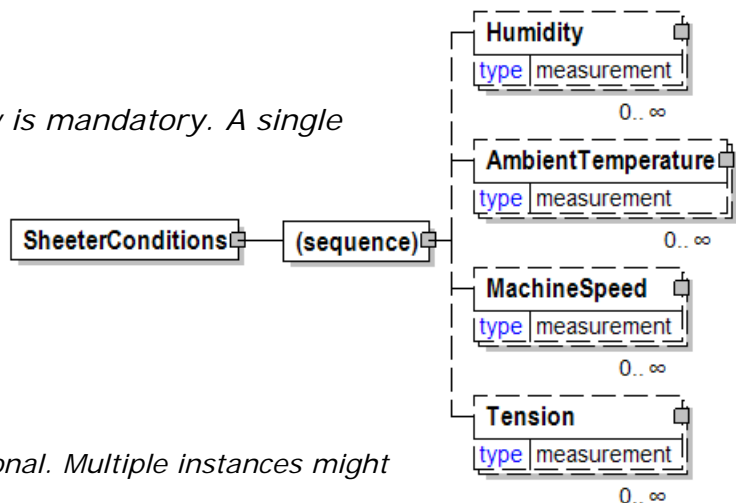 Humidity
type measurement
0.. ∞
is mandatory. A single
AmbientTemperature
type measurement
0.. ∞
SheeterConditions (sequence)
MachineSpeed
type measurement
0.. ∞
Tension
onal. Multiple instances might
type measurement
0.. ∞